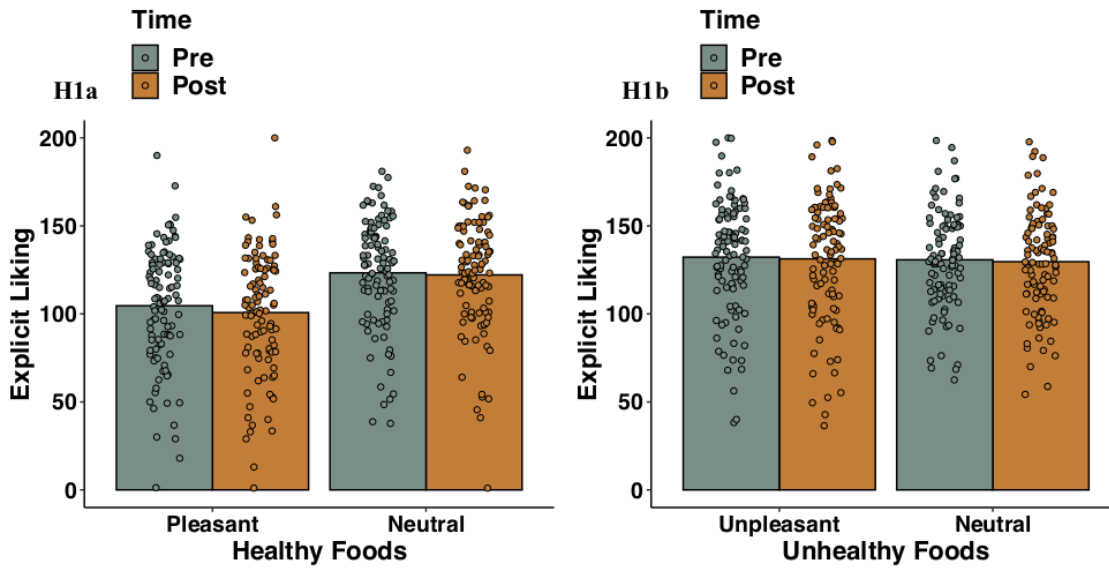 Time
Pre
Post
H1a
Explicit Liking
200
150
100
50
0
Pleasant Neutral
Healthy Foods
Time
Pre
Post
H1b
Explicit Liking
200
150
100
50
0
Unpleasant Neutral
Unhealthy Foods